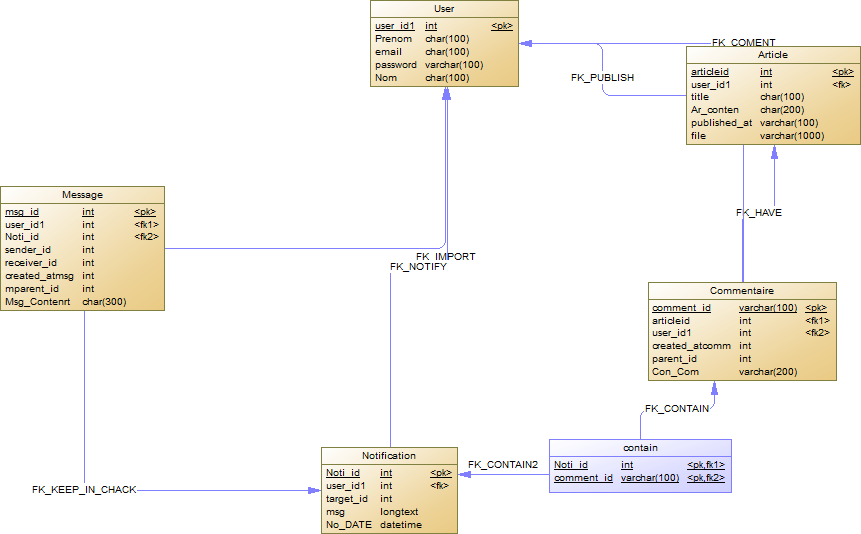 User
user_id1 int <pk>
Prenom char(100)
email char(100)
password varchar(100)
Nom char(100)
FK_COMENT
FK_PUBLISH
Article
articleid int <pk>
user_id1 int <fk>
title char(100)
Ar_conten char(200)
published_at varchar(100)
file varchar(1000)
Message
msg_id int <pk>
user_id1 int <fk1>
Noti_id int <fk2>
sender_id int
receiver_id int
created_atmsg int
mparent_id int
Msg_Contenrt char(300)
FK_IMPORT
FK_NOTIFY
FK_HAVE
Commentaire
comment_id varchar(100) <pk>
articleid int <fk1>
user_id1 int <fk2>
created_atcomm int
parent_id int
Con_Com varchar(200)
FK_CONTAIN
contain
Noti_id int <pk,fk1>
comment_id varchar(100) <pk,fk2>
FK_CONTAIN2
Notification
Noti_id int <pk>
user_id1 int <fk>
target_id int
msg longtext
No_DATE datetime
FK_KEEP_IN_CHACK